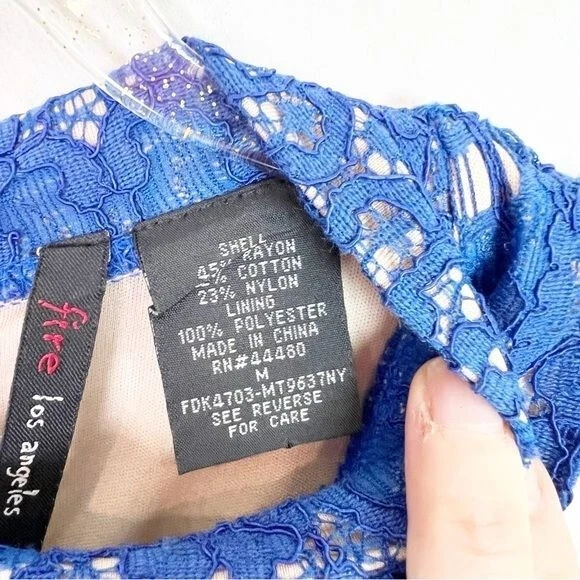 SHELL
45% RAYON
% COTTON
23% NYLON
LINING
100% POLYESTER
MADE IN CHINA
RN#44480
M
FDK4703-MT9637NY
SEE REVERSE
FOR CARE
fire
los angeles